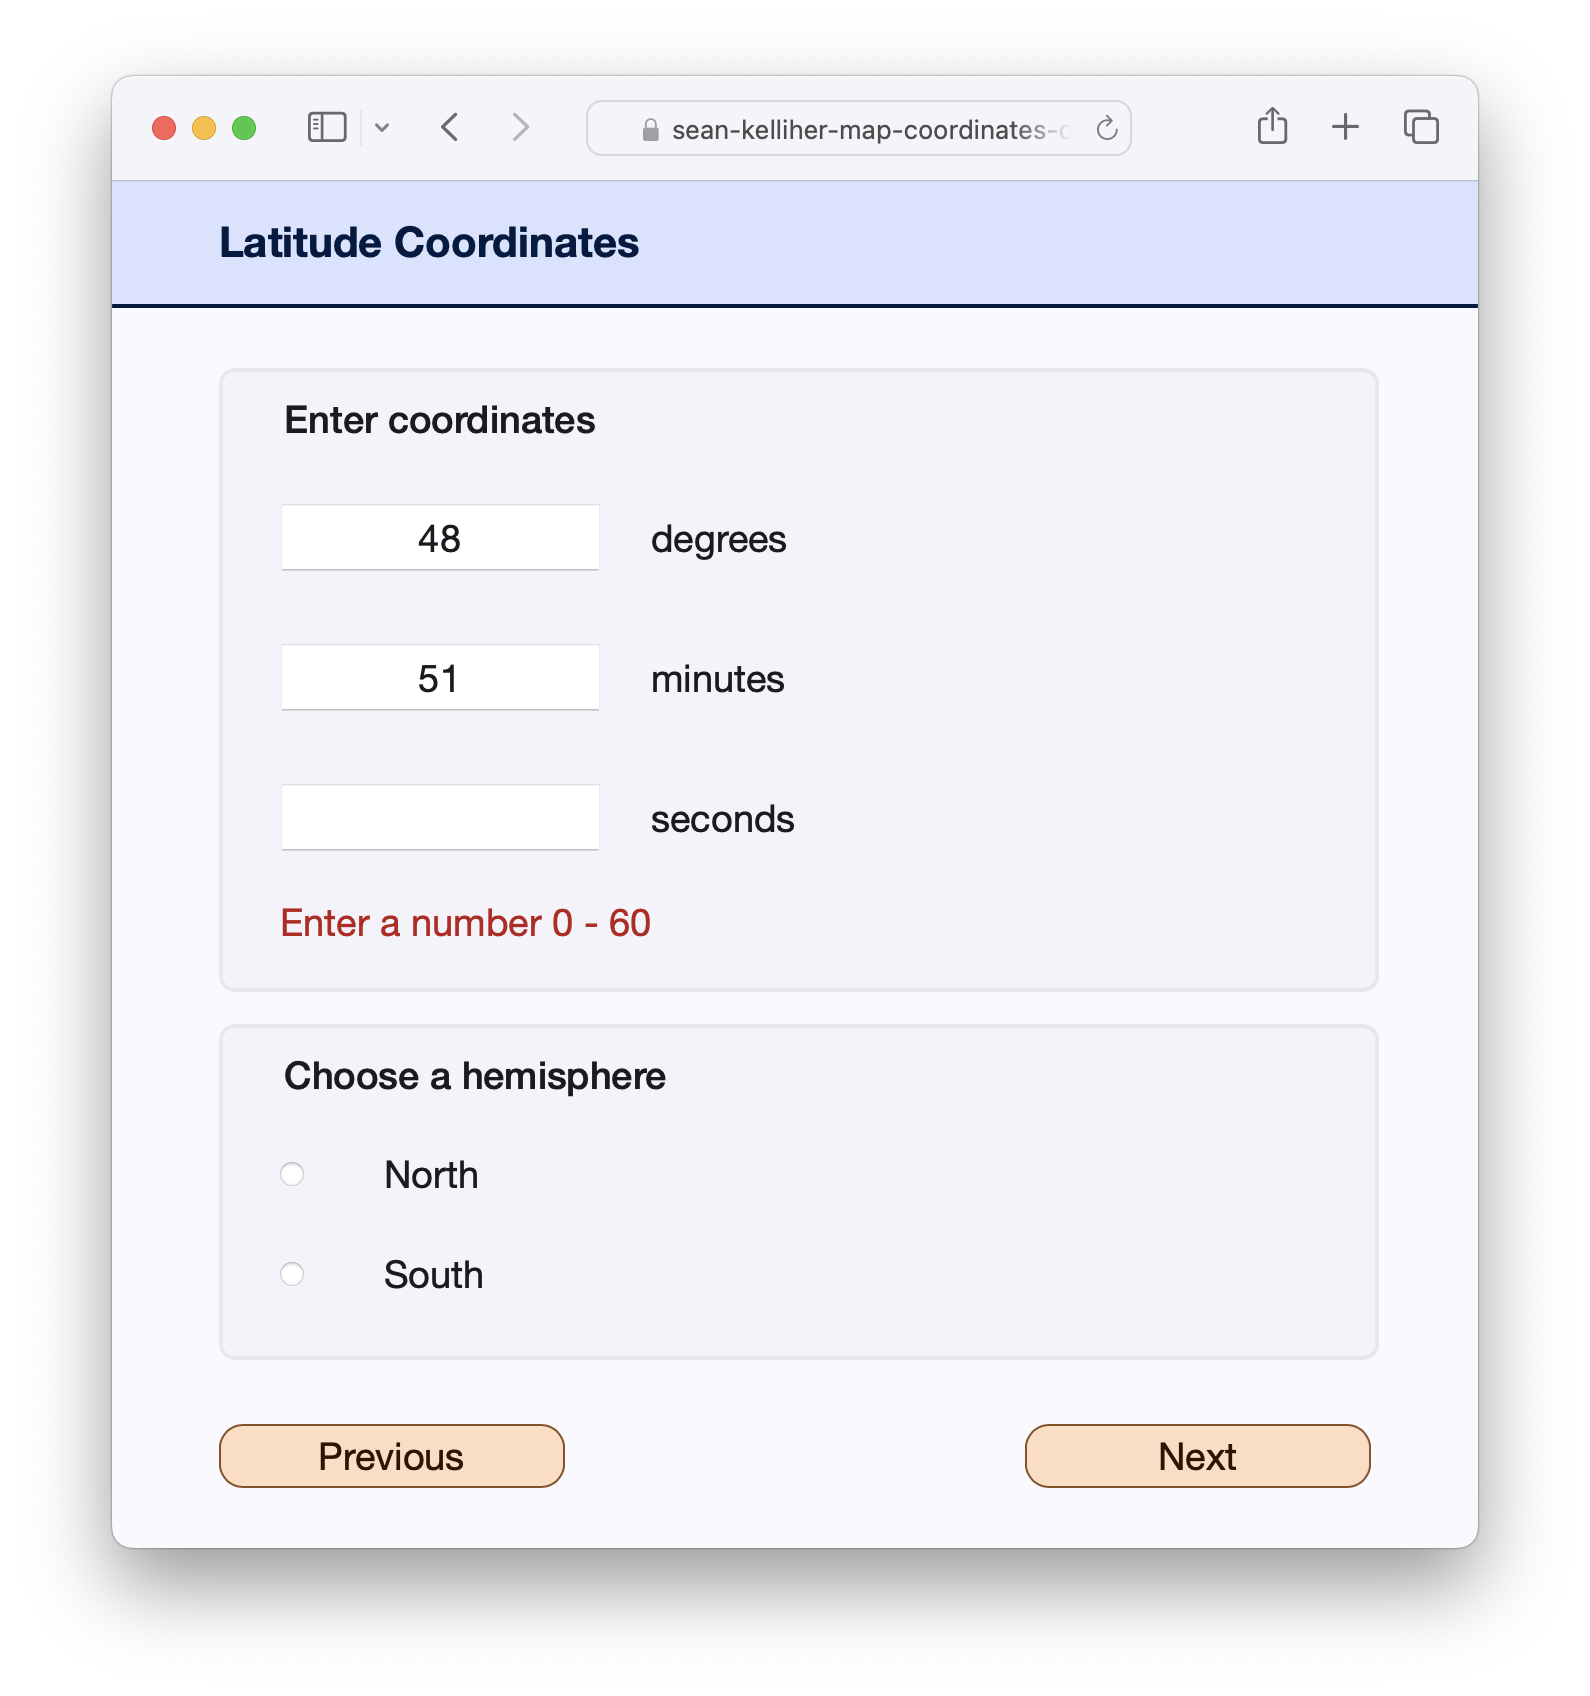 sean-kelliher-map-coordinates-
Latitude Coordinates
Enter coordinates
48 degrees
51 minutes
seconds
Enter a number 0 - 60
Choose a hemisphere
North
South
Previous Next